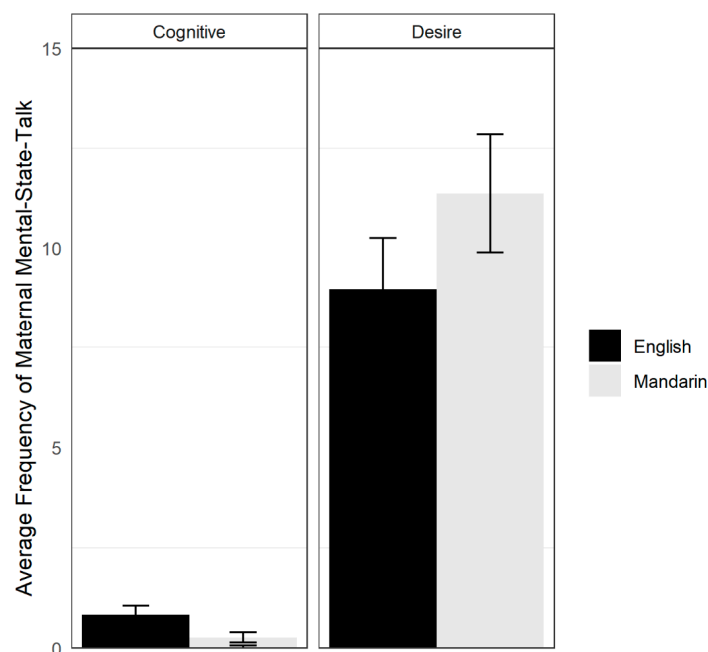 Cognitive
Desire
Average Frequency of Maternal Mental-State-Talk
15
10
5
0
English
Mandarin